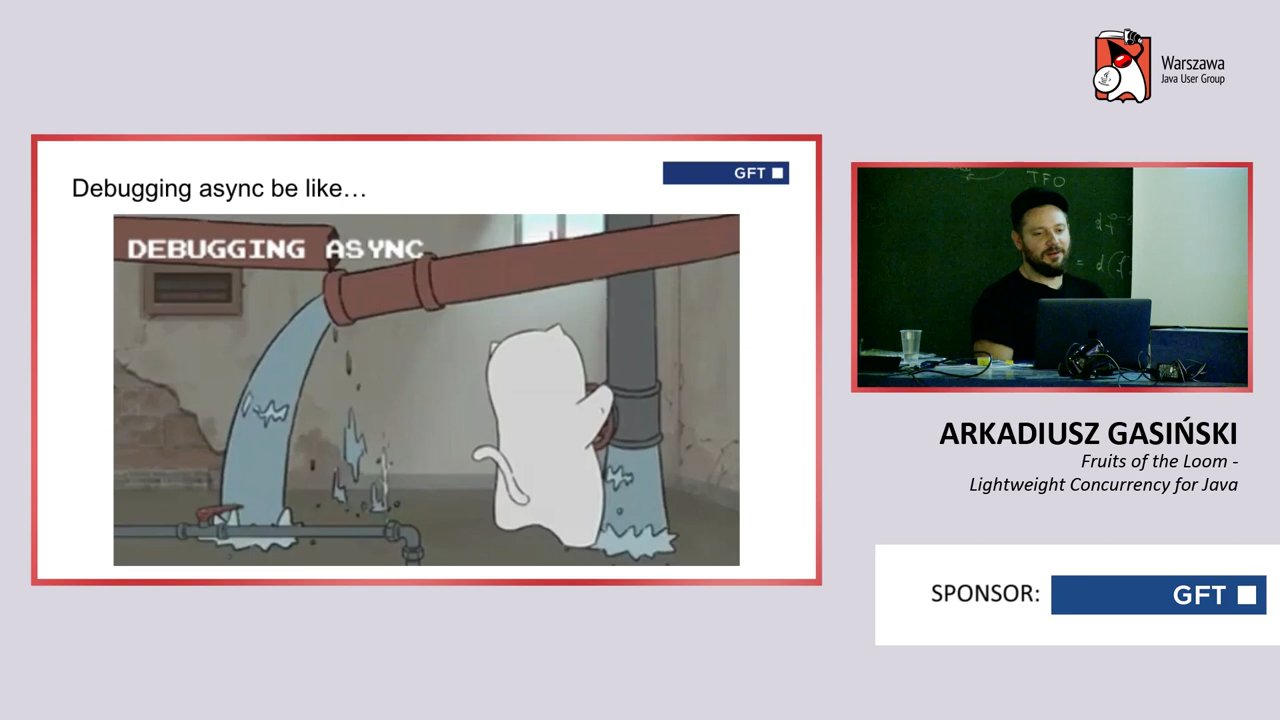 Warszawa
Java User Group
GFT
Debugging async be like…
DEBUGGING ASYNC
TFO
ARKADIUSZ GASIŃSKI
Fruits of the Loom -
Lightweight Concurrency for Java
SPONSOR:
GFT